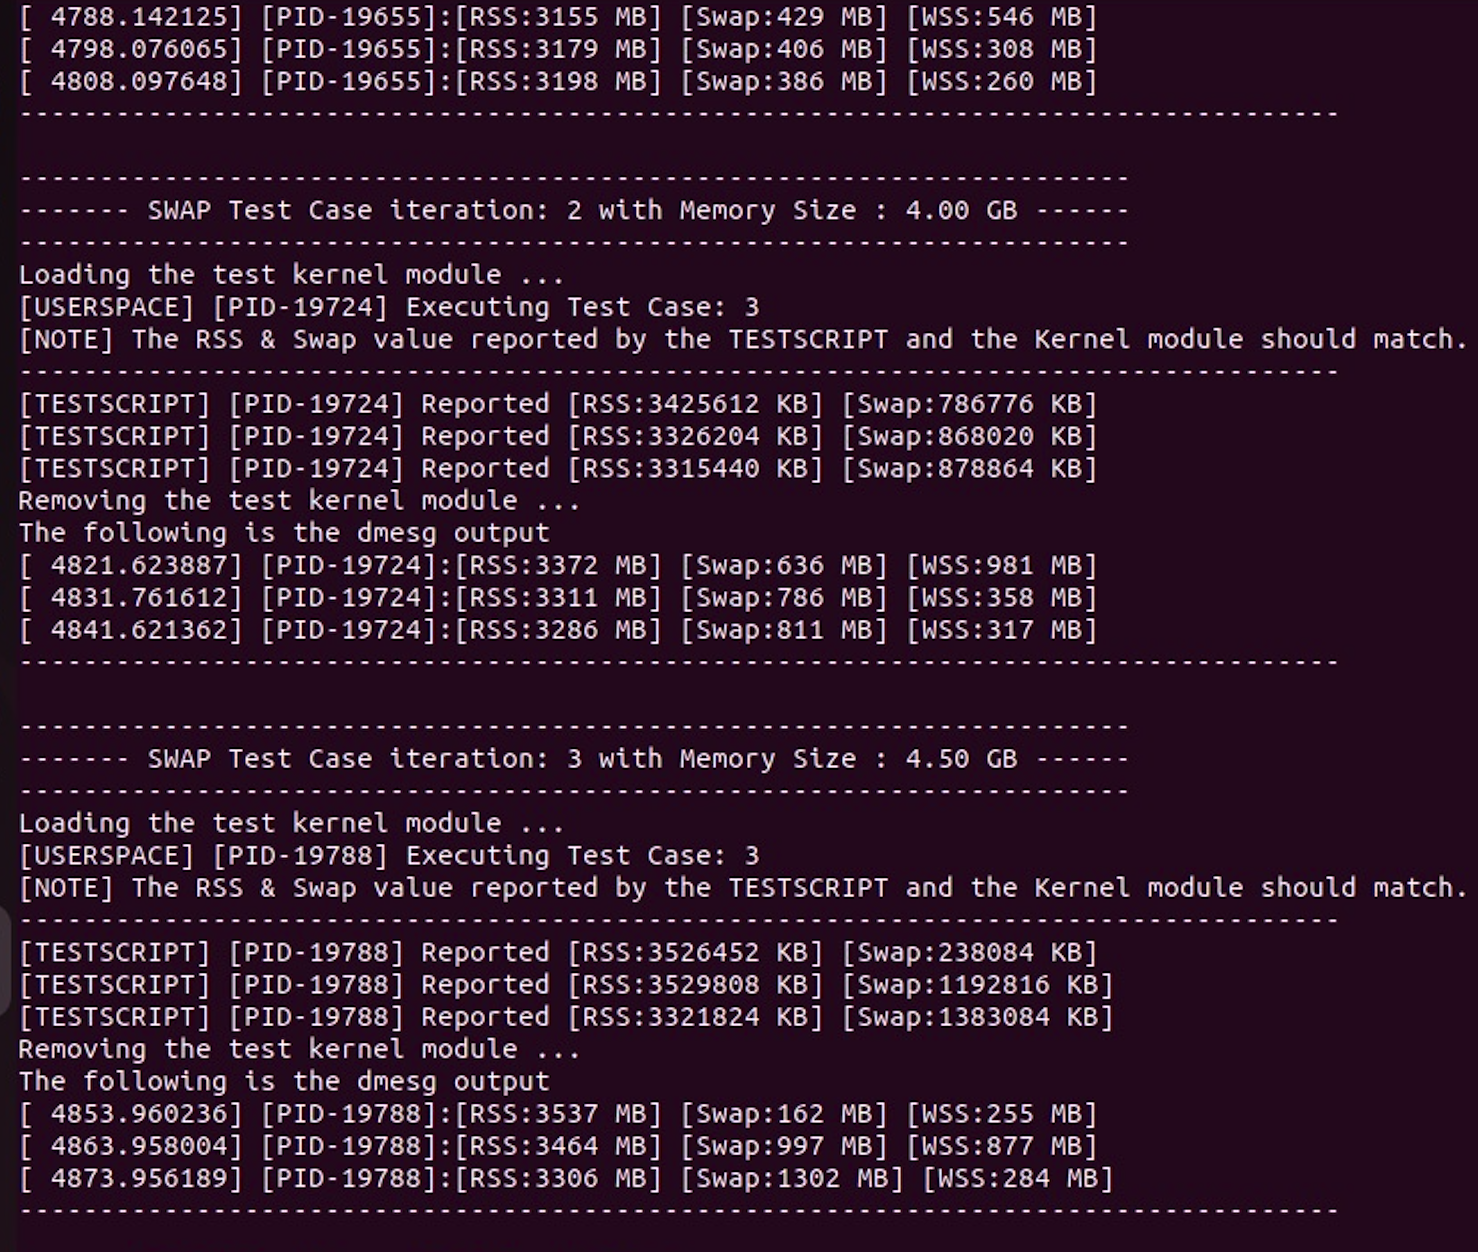 [ 4788.142125] [PID-19655]:[RSS:3155 MB] [Swap:429 MB] [WSS:546 MB]
[ 4798.076065] [PID-19655]:[RSS:3179 MB] [Swap:406 MB] [WSS:308 MB]
[ 4808.097648] [PID-19655]:[RSS:3198 MB] [Swap:386 MB] [WSS:260 MB]
----------------------------------------------------------------------------------
---------------------------------------------------------------------
------- SWAP Test Case iteration: 2 with Memory Size : 4.00 GB ------
---------------------------------------------------------------------
Loading the test kernel module ...
[USERSPACE] [PID-19724] Executing Test Case: 3
[NOTE] The RSS & Swap value reported by the TESTSCRIPT and the Kernel module should match.
----------------------------------------------------------------------------------
[TESTSCRIPT] [PID-19724] Reported [RSS:3425612 KB] [Swap:786776 KB]
[TESTSCRIPT] [PID-19724] Reported [RSS:3326204 KB] [Swap:868020 KB]
[TESTSCRIPT] [PID-19724] Reported [RSS:3315440 KB] [Swap:878864 KB]
Removing the test kernel module ...
The following is the dmesg output
[ 4821.623887] [PID-19724]:[RSS:3372 MB] [Swap:636 MB] [WSS:981 MB]
[ 4831.761612] [PID-19724]:[RSS:3311 MB] [Swap:786 MB] [WSS:358 MB]
[ 4841.621362] [PID-19724]:[RSS:3286 MB] [Swap:811 MB] [WSS:317 MB]
----------------------------------------------------------------------------------
---------------------------------------------------------------------
------- SWAP Test Case iteration: 3 with Memory Size : 4.50 GB ------
---------------------------------------------------------------------
Loading the test kernel module ...
[USERSPACE] [PID-19788] Executing Test Case: 3
[NOTE] The RSS & Swap value reported by the TESTSCRIPT and the Kernel module should match.
----------------------------------------------------------------------------------
[TESTSCRIPT] [PID-19788] Reported [RSS:3526452 KB] [Swap:238084 KB]
[TESTSCRIPT] [PID-19788] Reported [RSS:3529808 KB] [Swap:1192816 KB]
[TESTSCRIPT] [PID-19788] Reported [RSS:3321824 KB] [Swap:1383084 KB]
Removing the test kernel module ...
The following is the dmesg output
[ 4853.960236] [PID-19788]:[RSS:3537 MB] [Swap:162 MB] [WSS:255 MB]
[ 4863.958004] [PID-19788]:[RSS:3464 MB] [Swap:997 MB] [WSS:877 MB]
[ 4873.956189] [PID-19788]:[RSS:3306 MB] [Swap:1302 MB] [WSS:284 MB]
----------------------------------------------------------------------------------